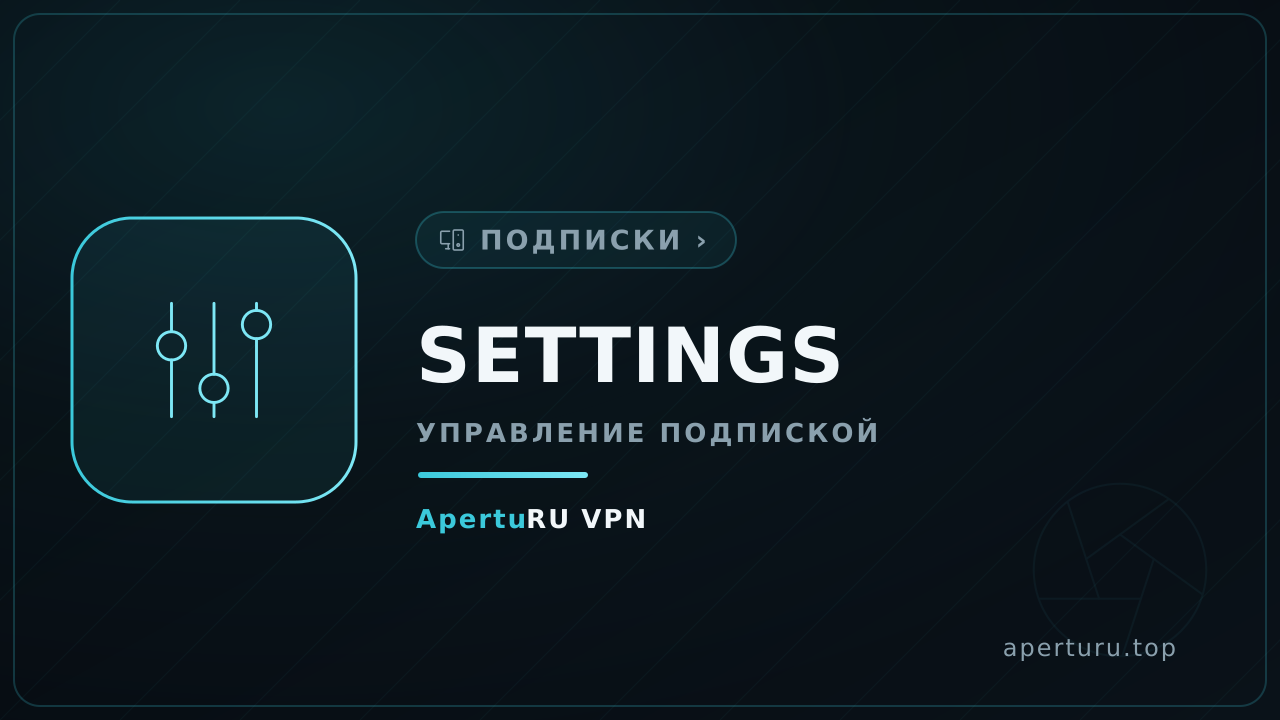 ПОДПИСКИ ›
SETTINGS
УПРАВЛЕНИЕ ПОДПИСКОЙ
ApertuRU VPN
aperturu.top